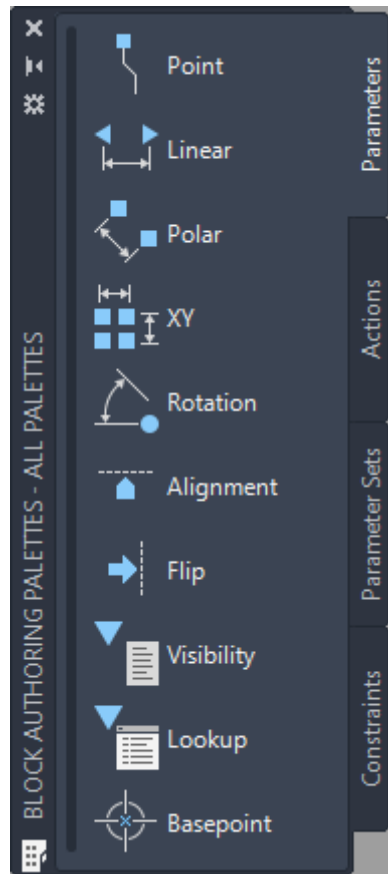 BLOCK AUTHORING PALETTES - ALL PALETTES
Point
Linear
Polar
XY
Rotation
Alignment
Flip
Visibility
Lookup
Basepoint
Parameters
Actions
Parameter Sets
Constraints